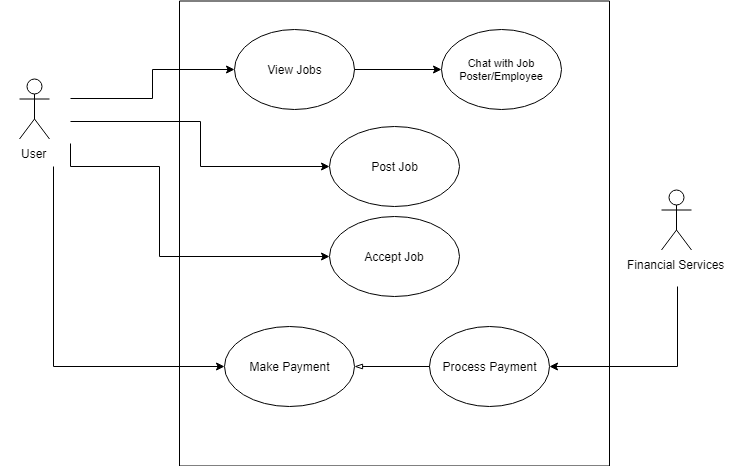 View Jobs
Chat with Job
Poster/Employee
User
Post Job
Accept Job
Financial Services
Make Payment
Process Payment